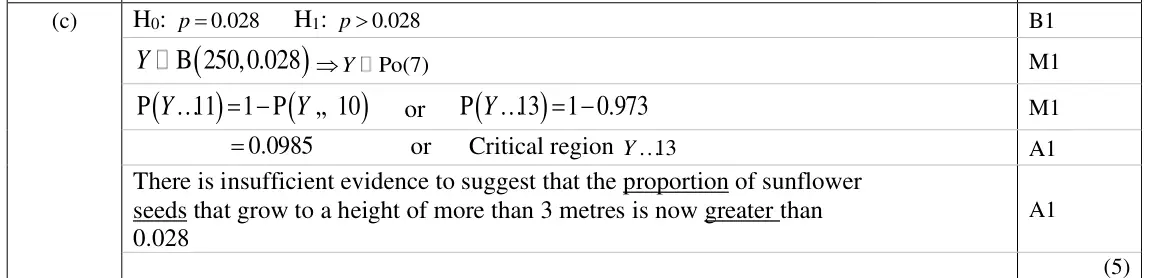 (c) H₀: p = 0.028 H₁: p > 0.028 B1
Y □ B(250, 0.028) ⇒ Y □ Po(7) M1
P(Y …11) = 1 − P(Y ,, 10) or P(Y …13) = 1 − 0.973 M1
= 0.0985 or Critical region Y …13 A1
There is insufficient evidence to suggest that the proportion of sunflower
seeds that grow to a height of more than 3 metres is now greater than A1
0.028
(5)